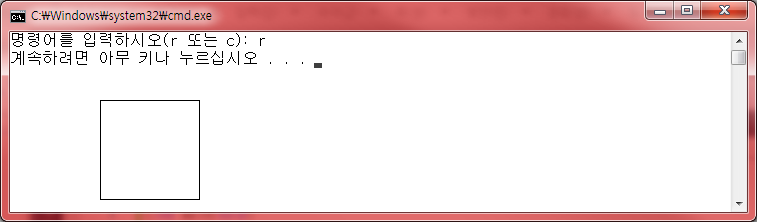 C:₩Windows₩system32₩cmd.exe
명령어를 입력하시오(r 또는 c): r
계속하려면 아무 키나 누르십시오 . . .